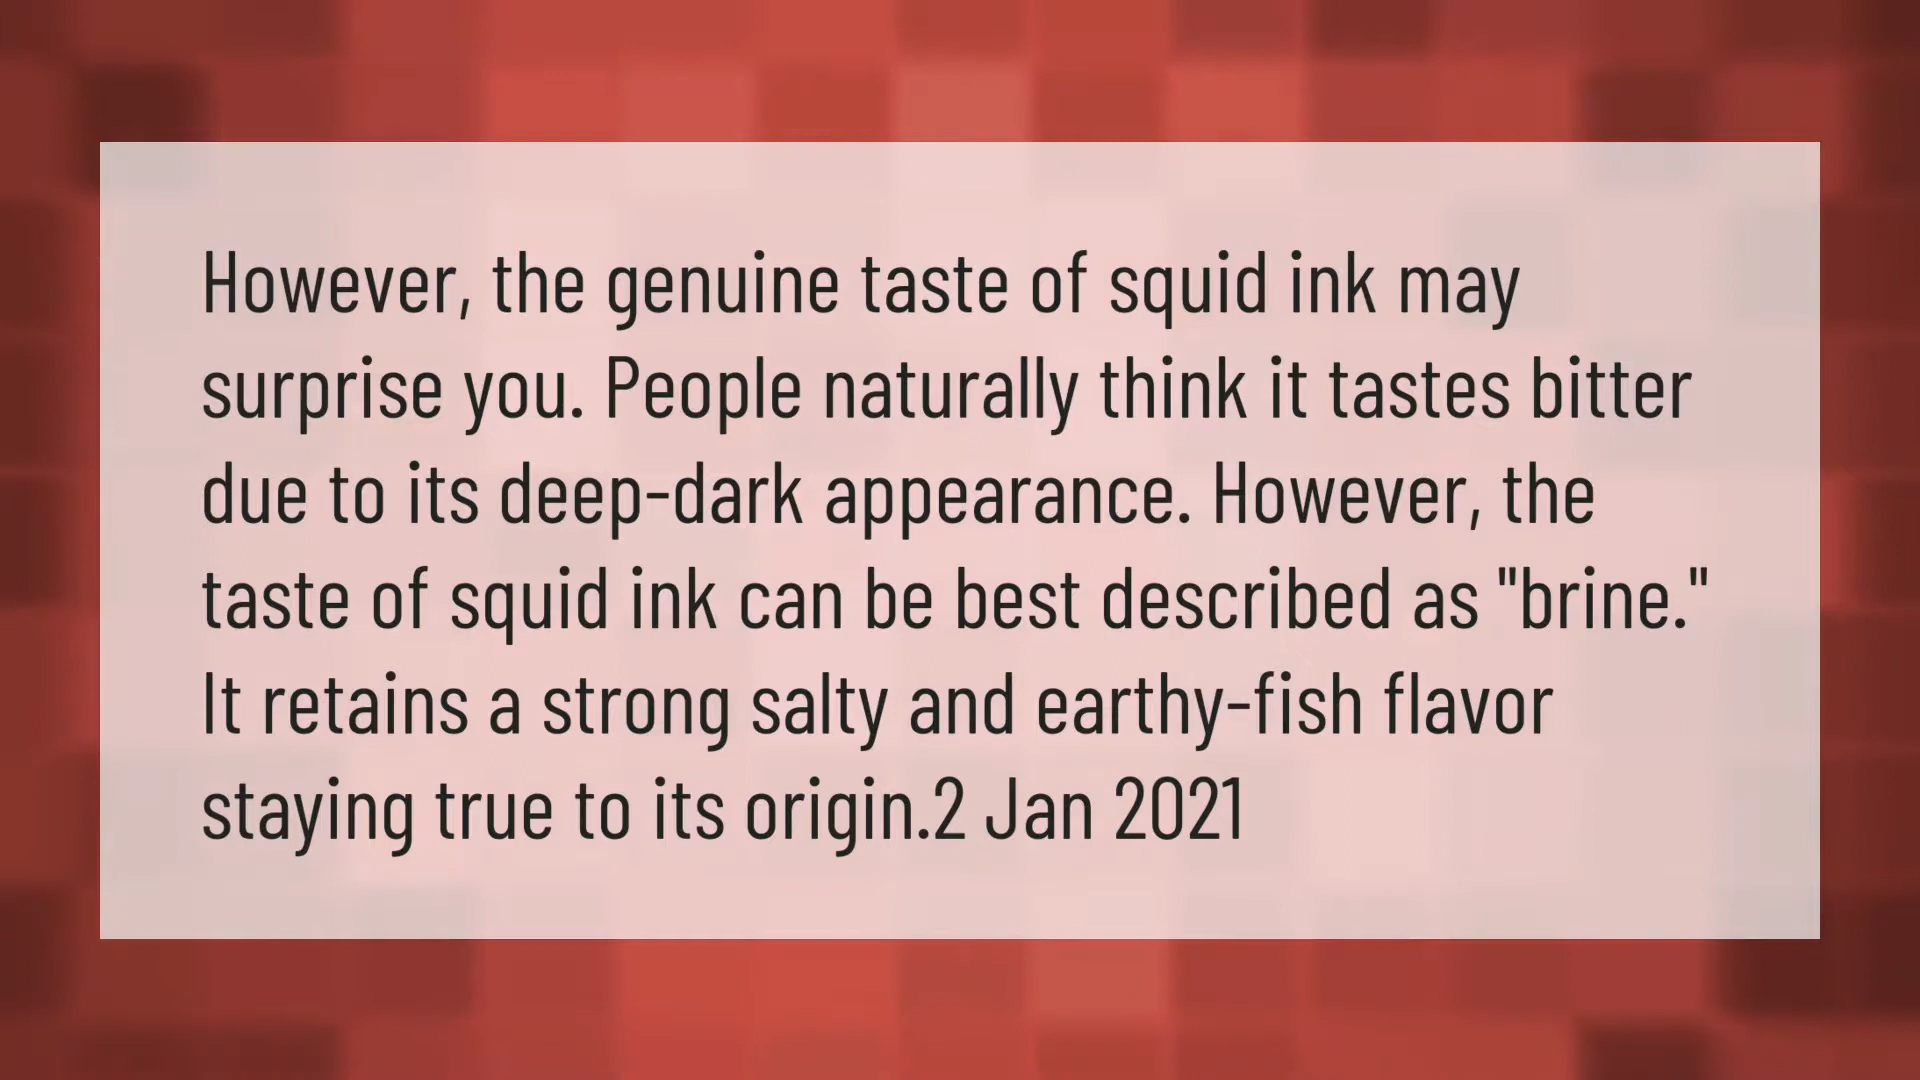 However, the genuine taste of squid ink may
surprise you. People naturally think it tastes bitter
due to its deep-dark appearance. However, the
taste of squid ink can be best described as "brine."
It retains a strong salty and earthy-fish flavor
staying true to its origin.2 Jan 2021